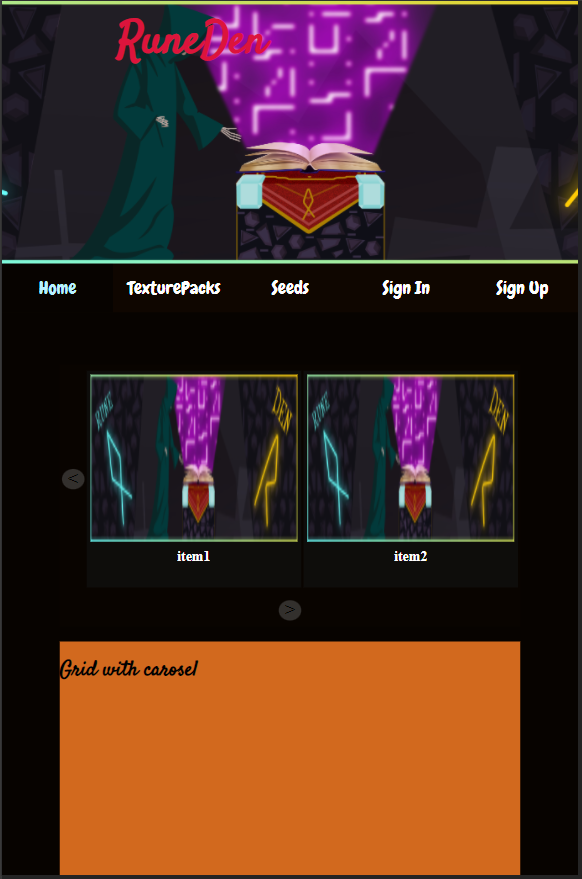 RuneDen
Home TexturePacks Seeds Sign In Sign Up
RUNE DEN RUNE DEN
< 
item1 item2
>
Grid with carosel